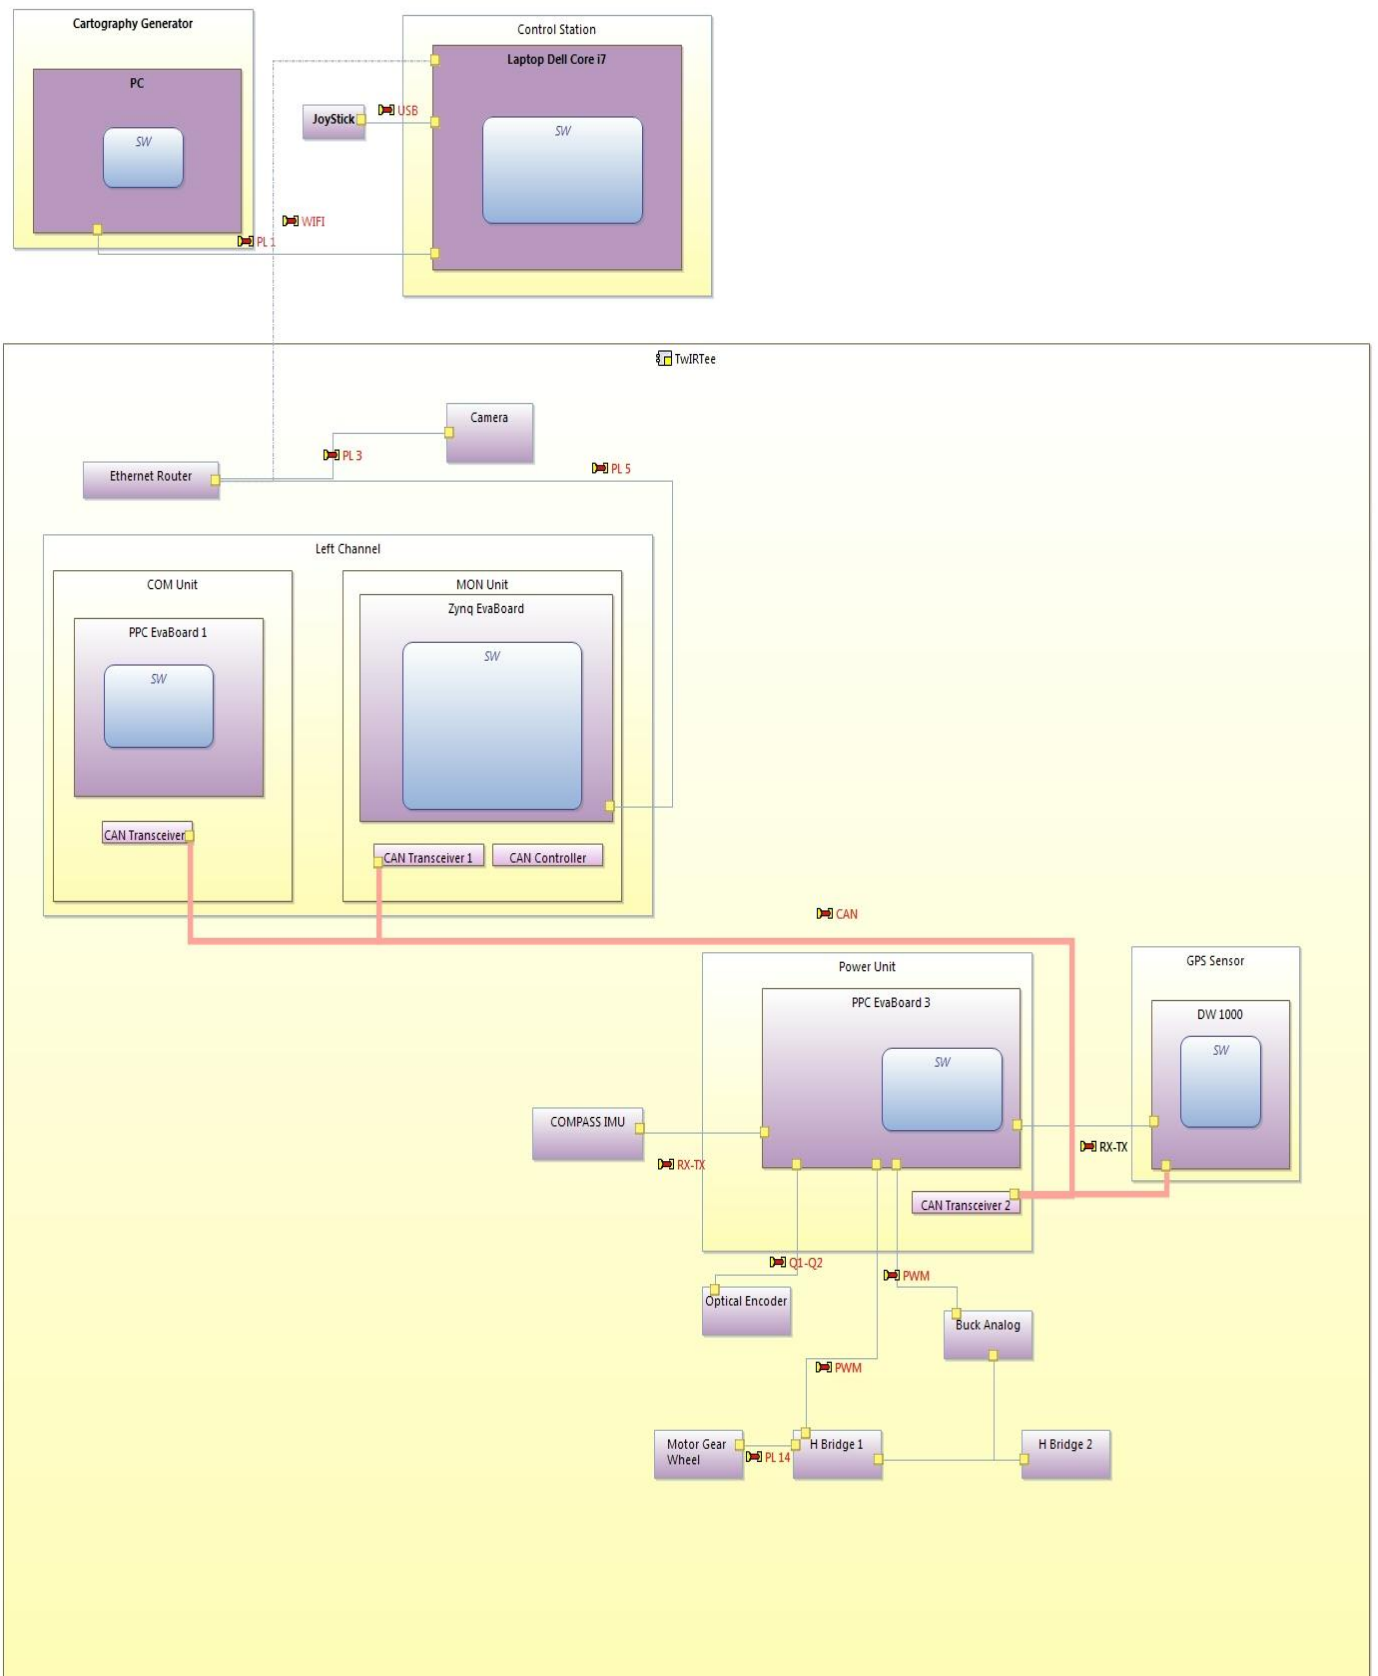 Cartography Generator
PC
SW
Control Station
Laptop Dell Core i7
SW
JoyStick
USB
WIFI
PL 1
TwIRTee
Camera
PL 3
PL 5
Ethernet Router
Left Channel
COM Unit
PPC EvaBoard 1
SW
CAN Transceiver
MON Unit
Zynq EvaBoard
SW
CAN Transceiver 1
CAN Controller
CAN
Power Unit
PPC EvaBoard 3
SW
CAN Transceiver 2
GPS Sensor
DW 1000
SW
COMPASS IMU
RX-TX
RX-TX
Q1-Q2
PWM
Optical Encoder
Buck Analog
PWM
Motor Gear
Wheel
PL 14
H Bridge 1
H Bridge 2